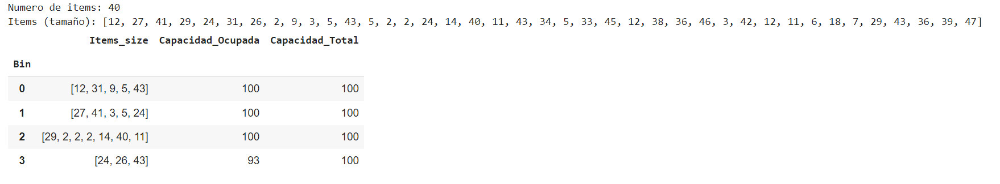 Numero de items: 40
Items (tamaño): [12, 27, 41, 29, 24, 31, 26, 2, 9, 3, 5, 43, 5, 2, 2, 24, 14, 40, 11, 43, 34, 5, 33, 45, 12, 38, 36, 46, 3, 42, 12, 11, 6, 18, 7, 29, 43, 36, 39, 47]
Items_size Capacidad_Ocupada Capacidad_Total
Bin
0 [12, 31, 9, 5, 43] 100 100
1 [27, 41, 3, 5, 24] 100 100
2 [29, 2, 2, 2, 14, 40, 11] 100 100
3 [24, 26, 43] 93 100